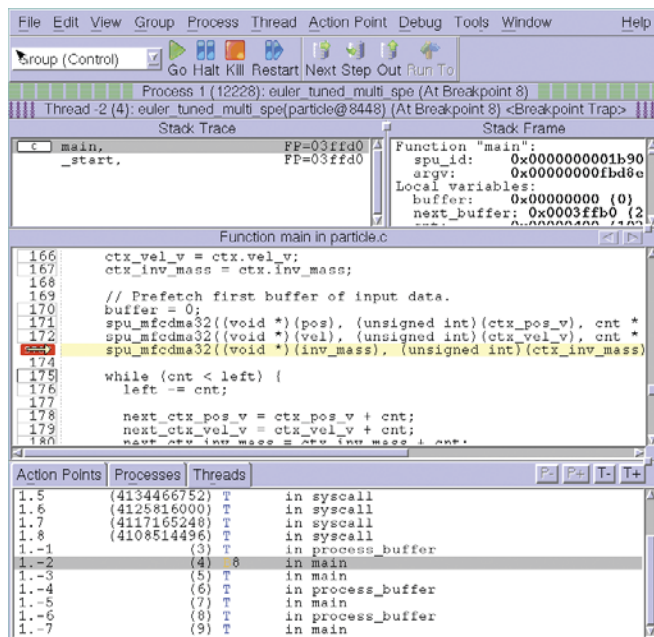 File Edit View Group Process Thread Action Point Debug Tools Window Help
Group (Control) Go Halt Kill Restart Next Step Out Run To
Process 1 (12228): euler_tuned_multi_spe (At Breakpoint 8)
Thread -2 (4): euler_tuned_multi_spe(particle@8448) (At Breakpoint 8) <Breakpoint Trap>
Stack Trace
C main, FP=03ffd0
_start, FP=03ffd0
Stack Frame
Function "main":
spu_id: 0x0000000001b90
argv: 0x00000000fbd8e
Local variables:
buffer: 0x00000000 (0)
next_buffer: 0x0003ffb0 (2
Function main in particle.c
166 ctx_vel_v = ctx.vel_v;
167 ctx_inv_mass = ctx.inv_mass;
168
169 // Prefetch first buffer of input data.
170 buffer = 0;
171 spu_mfcdma32((void *)(pos), (unsigned int)(ctx_pos_v), cnt *
172 spu_mfcdma32((void *)(vel), (unsigned int)(ctx_vel_v), cnt *
spu_mfcdma32((void *)(inv_mass), (unsigned int)(ctx_inv_mass)
174
175 while (cnt < left) {
176 left -= cnt;
177
178 next_ctx_pos_v = ctx_pos_v + cnt;
179 next_ctx_vel_v = ctx_vel_v + cnt;
180 next_ctx_inv_mass = ctx_inv_mass + cnt;
Action Points Processes Threads P- P+ T- T+
1.5 (4134466752) T in syscall
1.6 (4125816000) T in syscall
1.7 (4117165248) T in syscall
1.8 (4108514496) T in syscall
1.-1 (3) T in process_buffer
1.-2 (4) 8 in main
1.-3 (5) T in main
1.-4 (6) T in process_buffer
1.-5 (7) T in main
1.-6 (8) T in process_buffer
1.-7 (9) T in main